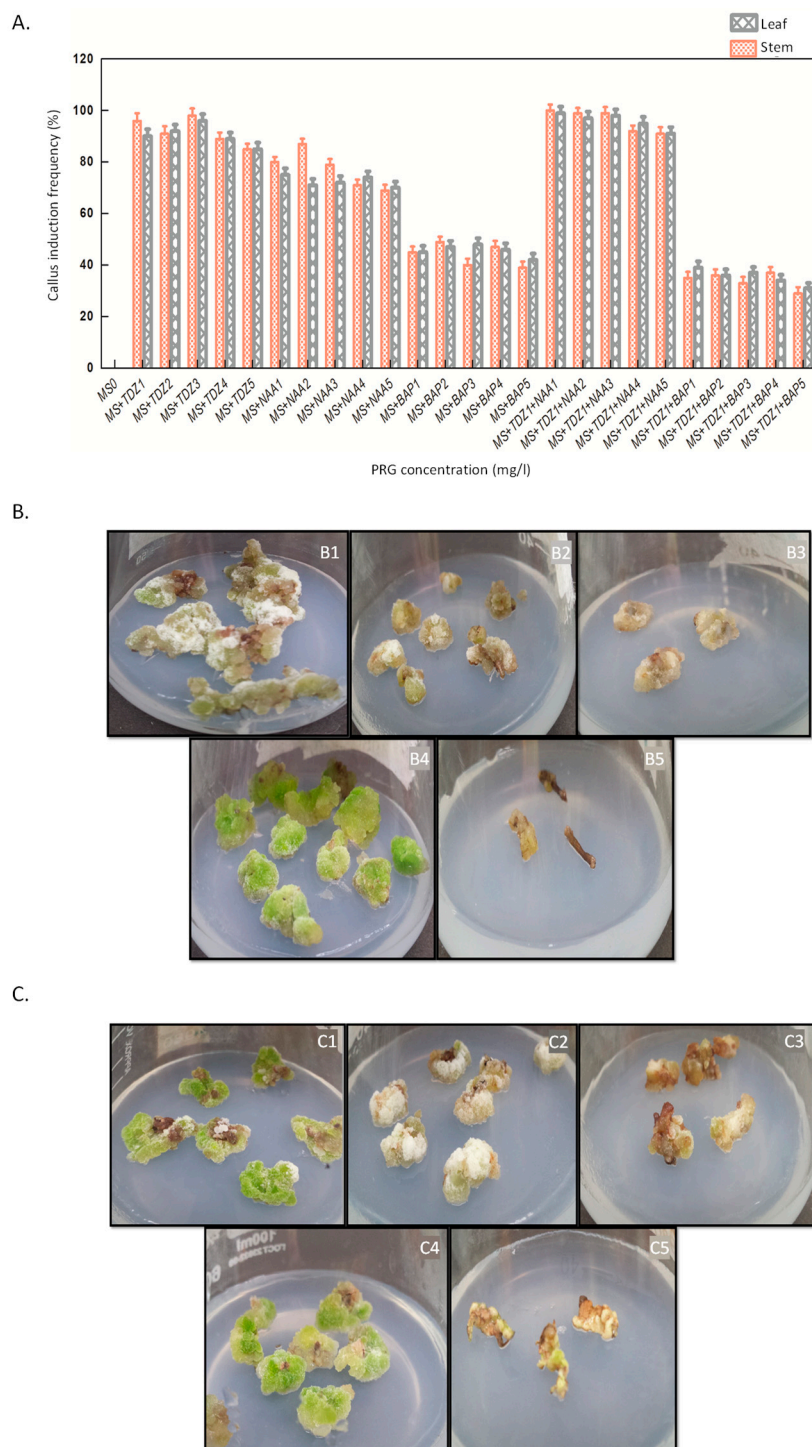 A.
Leaf
Stem
Callus induction frequency (%)
120
100
80
60
40
20
0
MS0
MS+TDZ1
MS+TDZ2
MS+TDZ3
MS+TDZ4
MS+TDZ5
MS+NAA1
MS+NAA2
MS+NAA3
MS+NAA4
MS+NAA5
MS+BAP1
MS+BAP2
MS+BAP3
MS+BAP4
MS+BAP5
MS+TDZ1+NAA1
MS+TDZ1+NAA2
MS+TDZ1+NAA3
MS+TDZ1+NAA4
MS+TDZ1+NAA5
MS+TDZ1+BAP1
MS+TDZ1+BAP2
MS+TDZ1+BAP3
MS+TDZ1+BAP4
MS+TDZ1+BAP5
PRG concentration (mg/l)
B.
B1
B2
B3
B4
B5
C.
C1
C2
C3
C4
100ml
C5